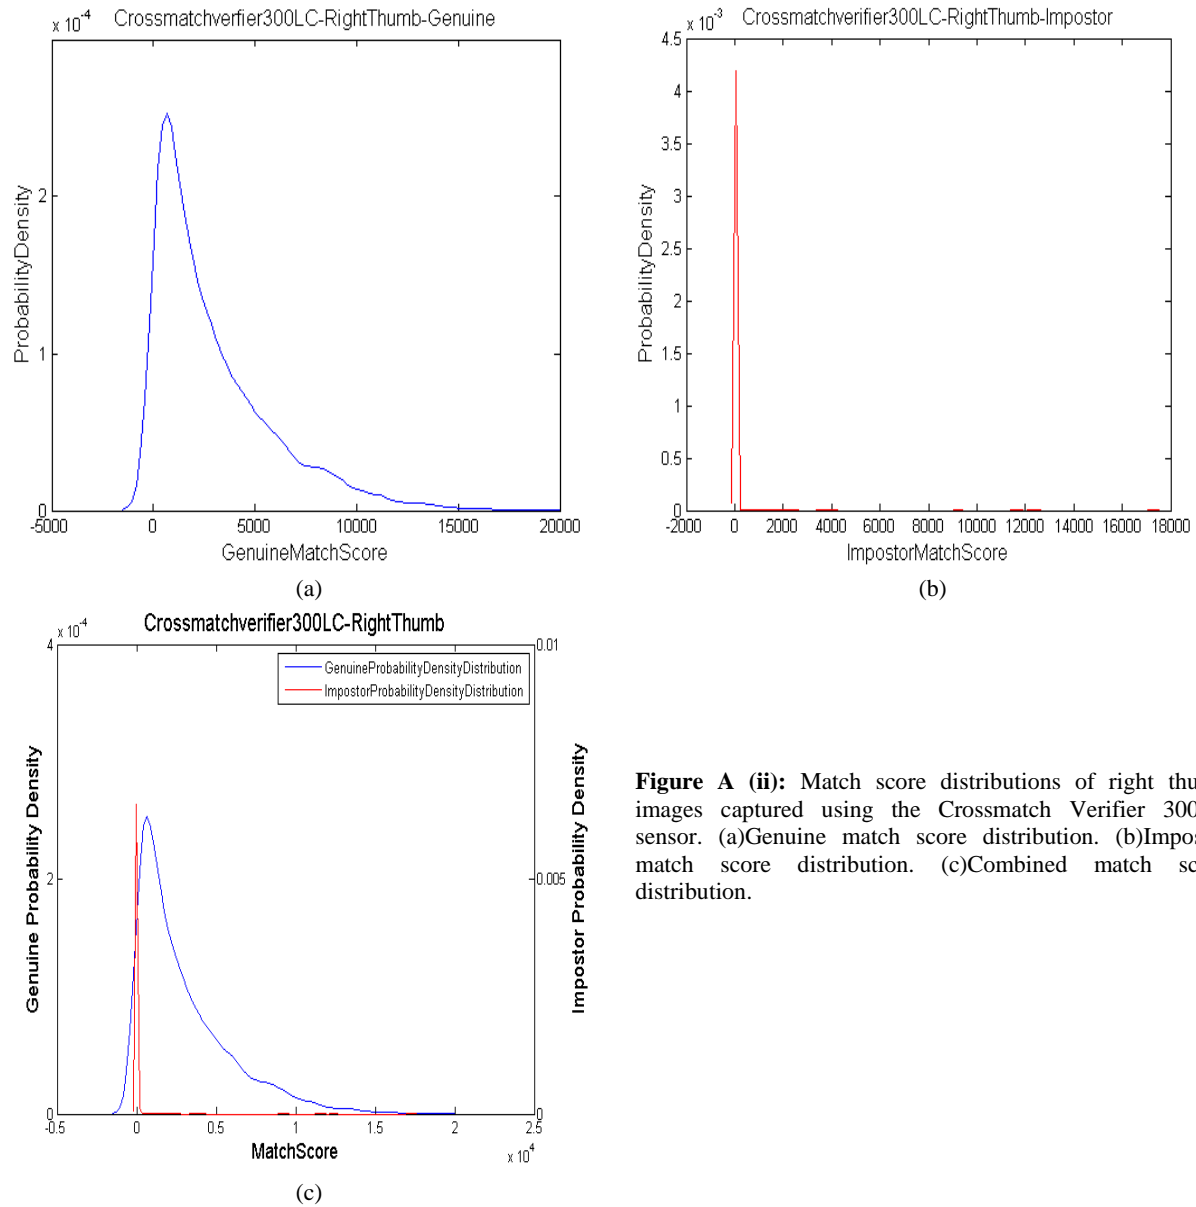 Crossmatchverfier300LC-RightThumb-Genuine
x 10-4
2
1
0
-5000 0 5000 10000 15000 20000
ProbabilityDensity
GenuineMatchScore
(a)
Crossmatchverifier300LC-RightThumb-Impostor
x 10-3
4.5
4
3.5
3
2.5
2
1.5
1
0.5
0
-2000 0 2000 4000 6000 8000 10000 12000 14000 16000 18000
ProbabilityDensity
ImpostorMatchScore
(b)
Crossmatchverifier300LC-RightThumb
x 10-4
4
2
0
0.01
0.005
0
GenuineProbabilityDensityDistribution
ImpostorProbabilityDensityDistribution
Genuine Probability Density
Impostor Probability Density
-0.5 0 0.5 1 1.5 2 2.5
MatchScore
x 10^4
(c)
Figure A (ii): Match score distributions of right thu
images captured using the Crossmatch Verifier 300
sensor. (a)Genuine match score distribution. (b)Impos
match score distribution. (c)Combined match sc
distribution.